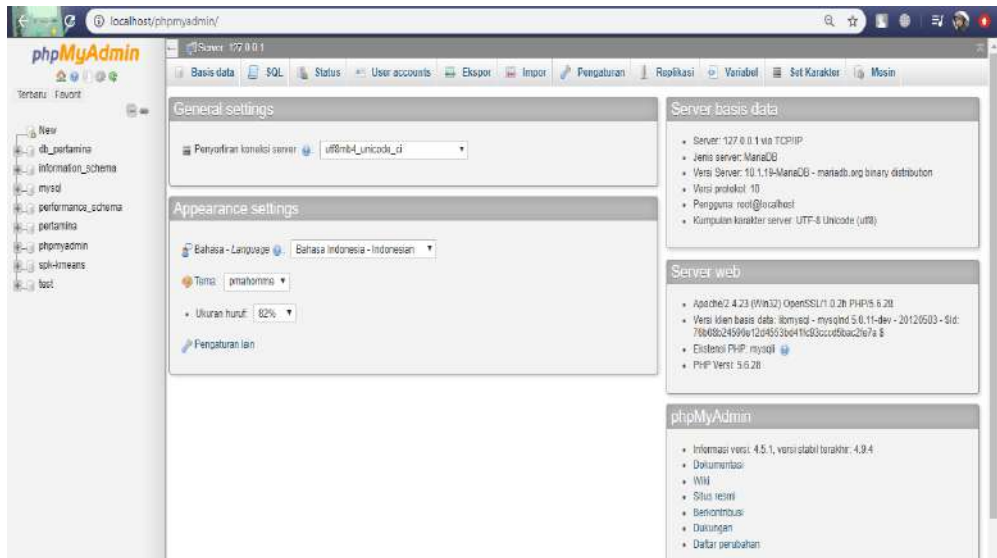 localhost/phpmyadmin/
phpMyAdmin
Terbaru Favorit
New
db_pertamina
information_schema
mysql
performance_schema
pertamina
phpmyadmin
spk-kmeans
test
Server: 127.0.0.1
Basis data SQL Status User accounts Ekspor Impor Pengaturan Replikasi Variabel Set Karakter Mesin
General settings
Penyortiran koneksi server : utf8mb4_unicode_ci
Appearance settings
Bahasa - Language : Bahasa Indonesia - Indonesian
Tema: pmahomme
Ukuran huruf: 82%
Pengaturan lain
Server basis data
Server: 127.0.0.1 via TCP/IP
Jenis server: MariaDB
Versi Server: 10.1.19-MariaDB - mariadb.org binary distribution
Versi protokol: 10
Pengguna: root@localhost
Kumpulan karakter server: UTF-8 Unicode (utf8)
Server web
Apache/2.4.23 (Win32) OpenSSL/1.0.2h PHP/5.6.28
Versi klien basis data: libmysql - mysqlnd 5.0.11-dev - 20120503 - $Id:
Ekstensi PHP: mysqli
PHP Versi: 5.6.28
phpMyAdmin
Informasi versi: 4.5.1, versi stabil terakhir: 4.9.4
Dokumentasi
Wiki
Situs resmi
Berkontribusi
Dukungan
Daftar perubahan